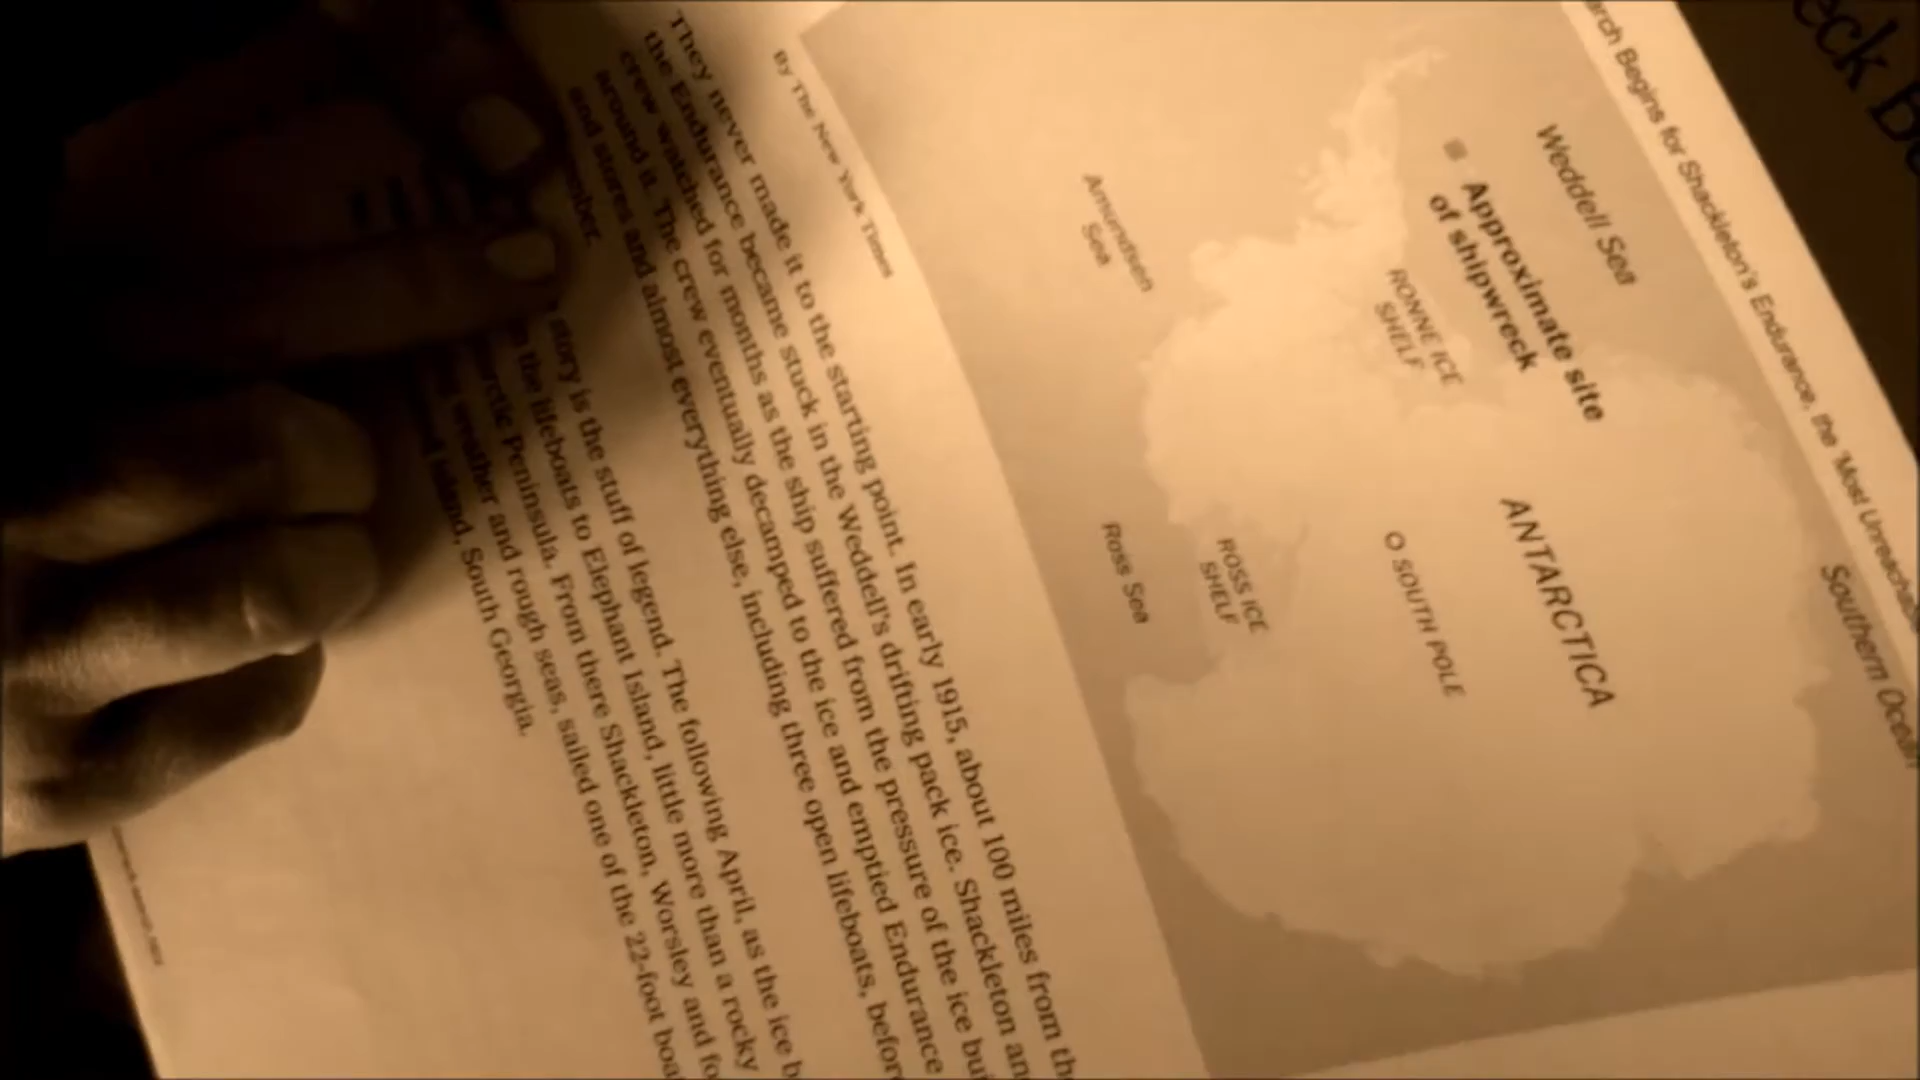 eck B
arch Begins for Shackleton's Endurance, the 'Most Unreachable
Weddell Sea
Approximate site
of shipwreck
RONNE ICE
SHELF
Amundsen
Sea
ANTARCTICA
SOUTH POLE
ROSS ICE
SHELF
Ross Sea
Southern Ocean
By The New York Times
They never made it to the starting point. In early 1915, about 100 miles from th
the Endurance became stuck in the Weddell's drifting pack ice. Shackleton an
crew watched for months as the ship suffered from the pressure of the ice bui
around it. The crew eventually decamped to the ice and emptied Endurance
and stores and almost everything else, including three open lifeboats, before
story is the stuff of legend. The following April, as the ice b
the lifeboats to Elephant Island, little more than a rocky
Peninsula. From there Shackleton, Worsley and fo
weather and rough seas, sailed one of the 22-foot boa
island, South Georgia.